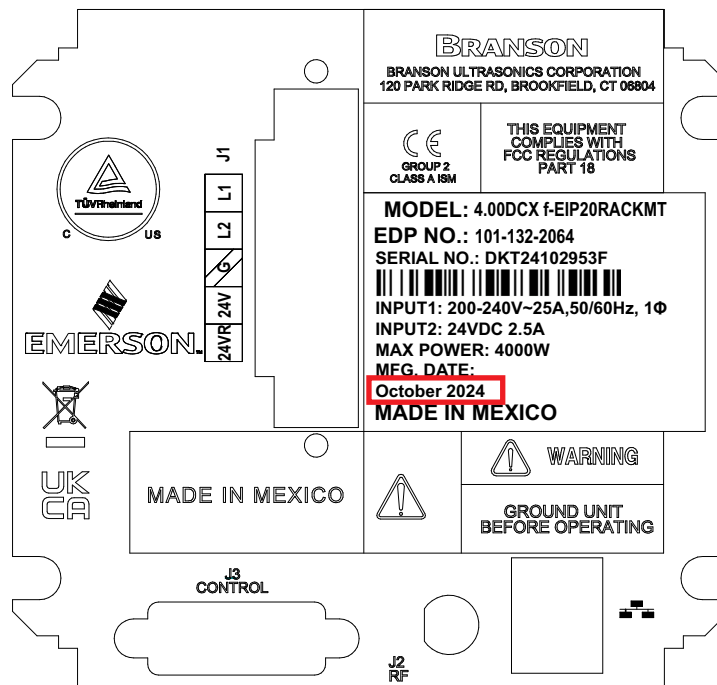 BRANSON
BRANSON ULTRASONICS CORPORATION
120 PARK RIDGE RD, BROOKFIELD, CT 06804
CE
GROUP 2
CLASS A ISM
THIS EQUIPMENT
COMPLIES WITH
FCC REGULATIONS
PART 18
MODEL: 4.00DCX f-EIP20RACKMT
EDP NO.: 101-132-2064
SERIAL NO.: DKT24102953F
INPUT1: 200-240V~25A,50/60Hz, 1Φ
INPUT2: 24VDC 2.5A
MAX POWER: 4000W
MFG. DATE:
October 2024
MADE IN MEXICO
J1
L1
L2
G
24V
24VR
TÜVRheinland
C US
EMERSON™
UK
CA
MADE IN MEXICO
WARNING
GROUND UNIT
BEFORE OPERATING
J3
CONTROL
J2
RF